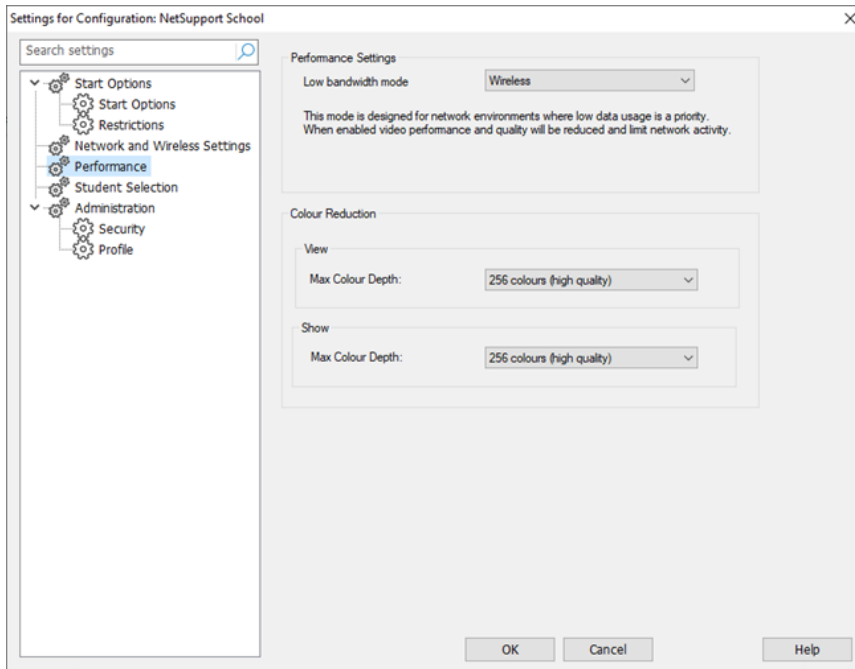 Settings for Configuration: NetSupport School
Search settings
Start Options
Start Options
Restrictions
Network and Wireless Settings
Performance
Student Selection
Administration
Security
Profile
Performance Settings
Low bandwidth mode
Wireless
This mode is designed for network environments where low data usage is a priority.
When enabled video performance and quality will be reduced and limit network activity.
Colour Reduction
View
Max Colour Depth:
256 colours (high quality)
Show
Max Colour Depth:
256 colours (high quality)
OK
Cancel
Help